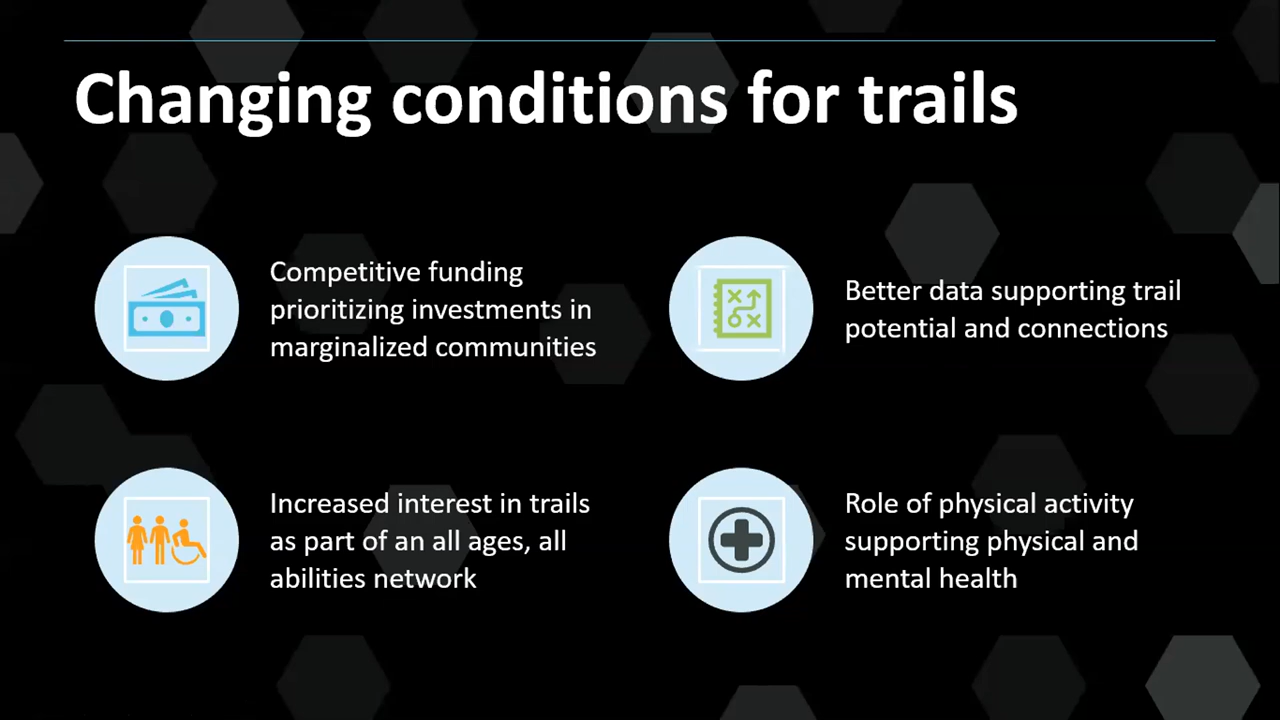 Changing conditions for trails
Competitive funding
prioritizing investments in
marginalized communities
Better data supporting trail
potential and connections
Increased interest in trails
as part of an all ages, all
abilities network
Role of physical activity
supporting physical and
mental health